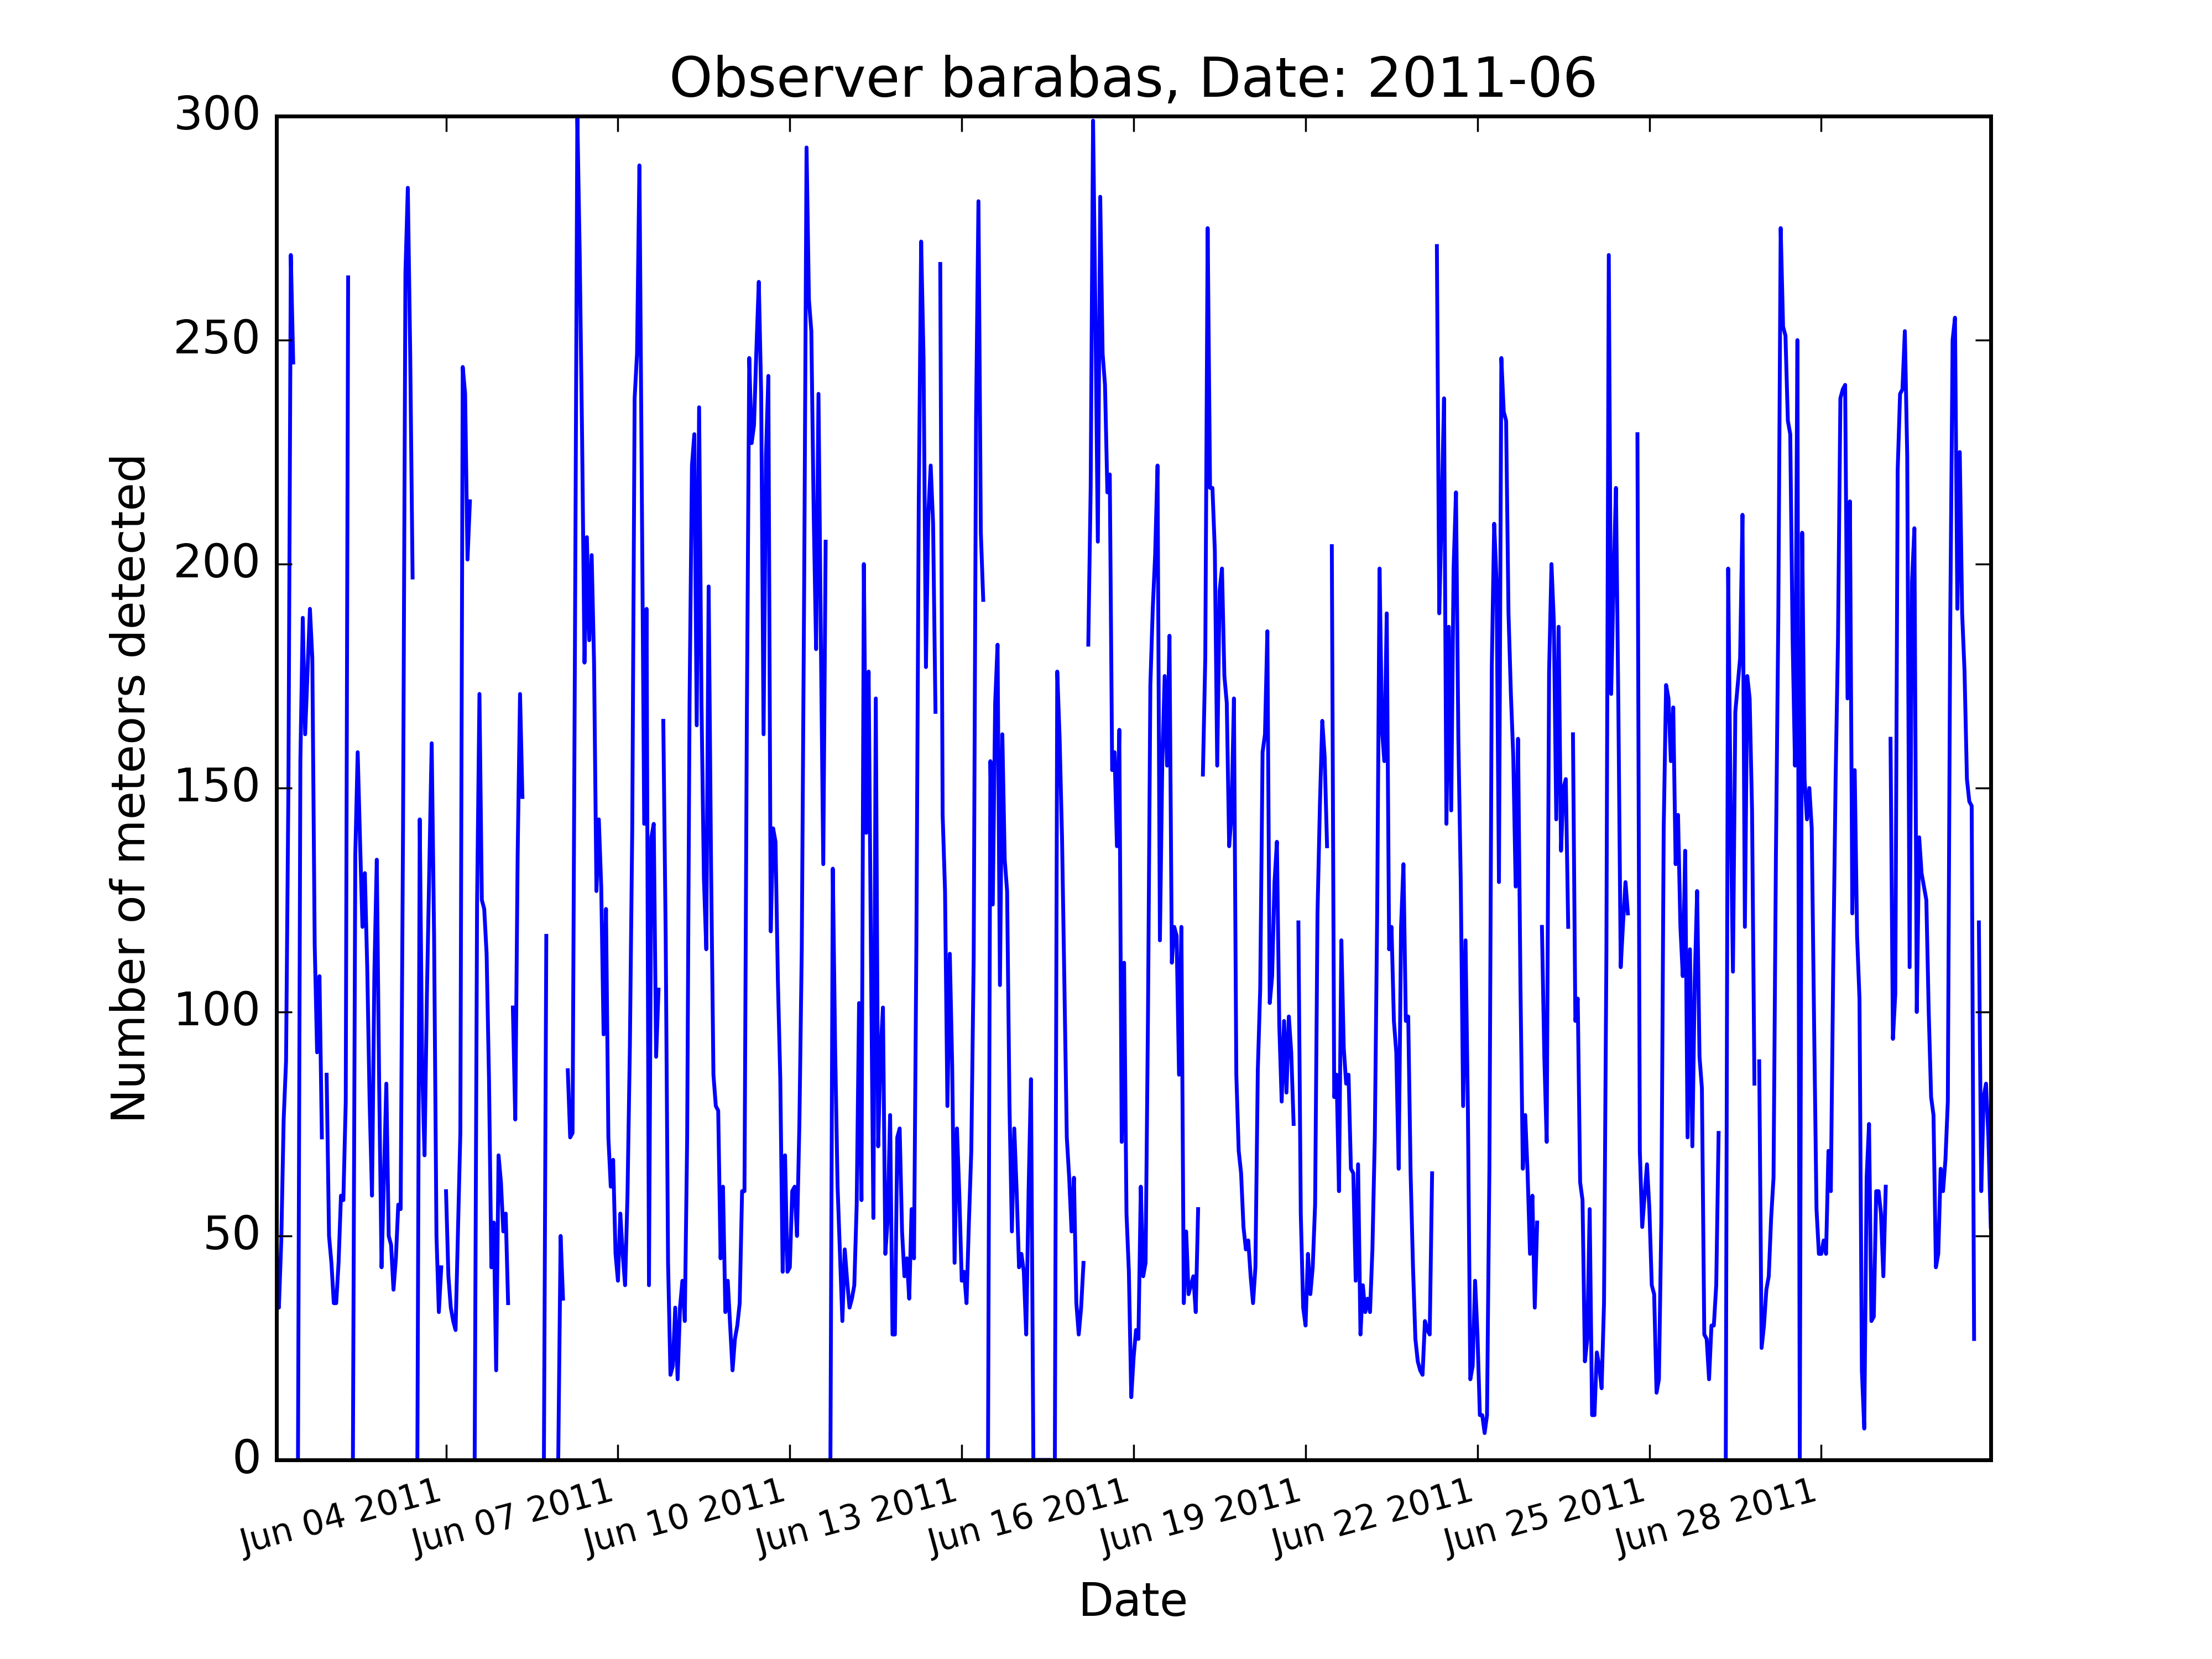 Observer barabas, Date: 2011-06
300
250
200
150
100
50
0
Number of meteors detected
Jun 04 2011
Jun 07 2011
Jun 10 2011
Jun 13 2011
Jun 16 2011
Jun 19 2011
Jun 22 2011
Jun 25 2011
Jun 28 2011
Date